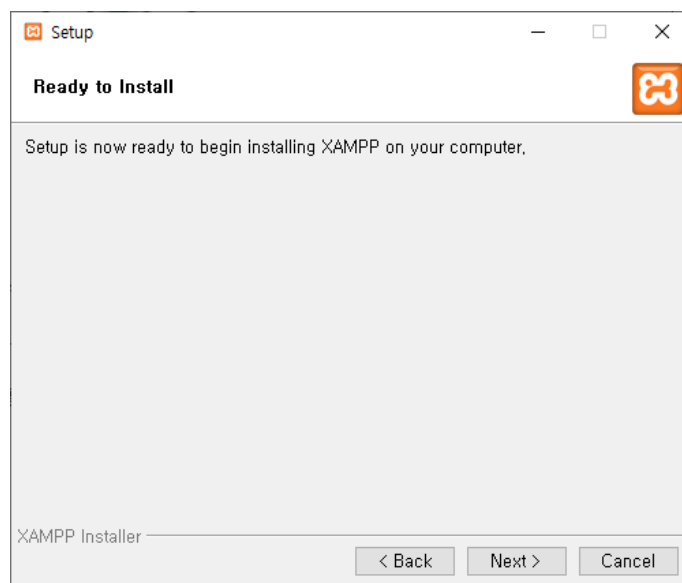 Setup
Ready to Install
Setup is now ready to begin installing XAMPP on your computer.
XAMPP Installer
< Back Next > Cancel